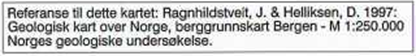 Referanse til dette kartet: Ragnhildstveit, J. & Helliksen, D. 1997:
Geologisk kart over Norge, berggrunnskart Bergen - M 1:250.000
Norges geologiske undersøkelse.